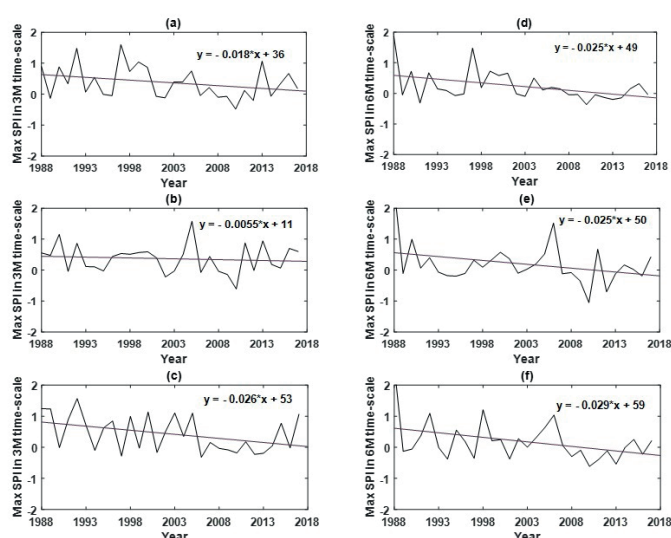 (a)
Max SPI in 3M time-scale
2
1
0
-1
-2
y = - 0.018*x + 36
1988 1993 1998 2003 2008 2013 2018
Year
(d)
Max SPI in 6M time-scale
2
1
0
-1
-2
y = - 0.025*x + 49
1988 1993 1998 2003 2008 2013 2018
Year
(b)
Max SPI in 3M time-scale
2
1
0
-1
-2
y = - 0.0055*x + 11
1988 1993 1998 2003 2008 2013 2018
Year
(e)
Max SPI in 6M time-scale
2
1
0
-1
-2
y = - 0.025*x + 50
1988 1993 1998 2003 2008 2013 2018
Year
(c)
Max SPI in 3M time-scale
2
1
0
-1
-2
y = - 0.026*x + 53
1988 1993 1998 2003 2008 2013 2018
Year
(f)
Max SPI in 6M time-scale
2
1
0
-1
-2
y = - 0.029*x + 59
1988 1993 1998 2003 2008 2013 2018
Year